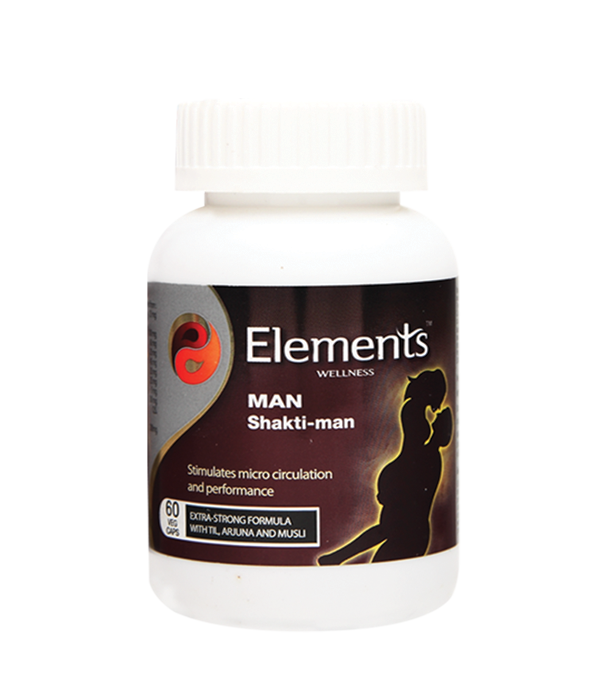 Elements™
WELLNESS
MAN
Shakti-man
Stimulates micro circulation
and performance
60
VEG
CAPS
EXTRA-STRONG FORMULA
WITH TIL, ARJUNA AND MUSLI